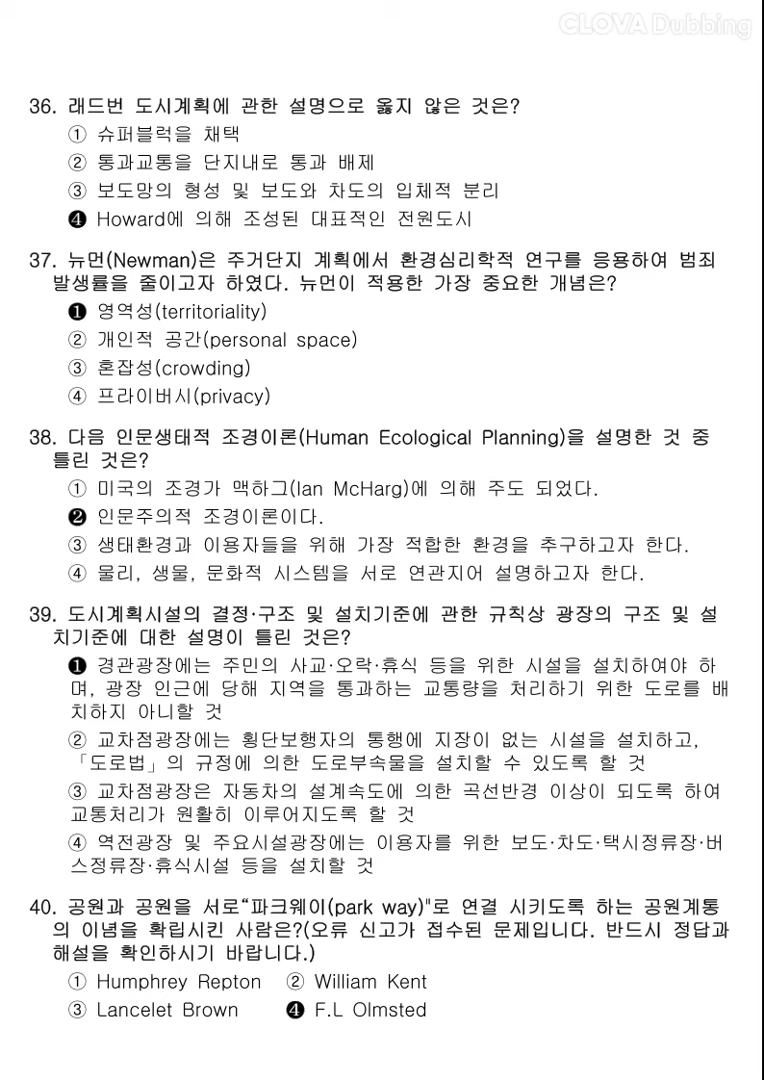 CLOVA Dubbing
36. 래드번 도시계획에 관한 설명으로 옳지 않은 것은?
① 슈퍼블럭을 채택
② 통과교통을 단지내로 통과 배제
③ 보도망의 형성 및 보도와 차도의 입체적 분리
❹ Howard에 의해 조성된 대표적인 전원도시
37. 뉴먼(Newman)은 주거단지 계획에서 환경심리학적 연구를 응용하여 범죄
발생률을 줄이고자 하였다. 뉴먼이 적용한 가장 중요한 개념은?
❶ 영역성(territoriality)
② 개인적 공간(personal space)
③ 혼잡성(crowding)
④ 프라이버시(privacy)
38. 다음 인문생태적 조경이론(Human Ecological Planning)을 설명한 것 중
틀린 것은?
① 미국의 조경가 맥하그(Ian McHarg)에 의해 주도 되었다.
❷ 인문주의적 조경이론이다.
③ 생태환경과 이용자들을 위해 가장 적합한 환경을 추구하고자 한다.
④ 물리, 생물, 문화적 시스템을 서로 연관지어 설명하고자 한다.
39. 도시계획시설의 결정·구조 및 설치기준에 관한 규칙상 광장의 구조 및 설
치기준에 대한 설명이 틀린 것은?
❶ 경관광장에는 주민의 사교·오락·휴식 등을 위한 시설을 설치하여야 하
며, 광장 인근에 당해 지역을 통과하는 교통량을 처리하기 위한 도로를 배
치하지 아니할 것
② 교차점광장에는 횡단보행자의 통행에 지장이 없는 시설을 설치하고,
「도로법」의 규정에 의한 도로부속물을 설치할 수 있도록 할 것
③ 교차점광장은 자동차의 설계속도에 의한 곡선반경 이상이 되도록 하여
교통처리가 원활히 이루어지도록 할 것
④ 역전광장 및 주요시설광장에는 이용자를 위한 보도·차도·택시정류장·버
스정류장·휴식시설 등을 설치할 것
40. 공원과 공원을 서로“파크웨이(park way)"로 연결 시키도록 하는 공원계통
의 이념을 확립시킨 사람은?(오류 신고가 접수된 문제입니다. 반드시 정답과
해설을 확인하시기 바랍니다.)
① Humphrey Repton ② William Kent
③ Lancelet Brown ❹ F.L Olmsted